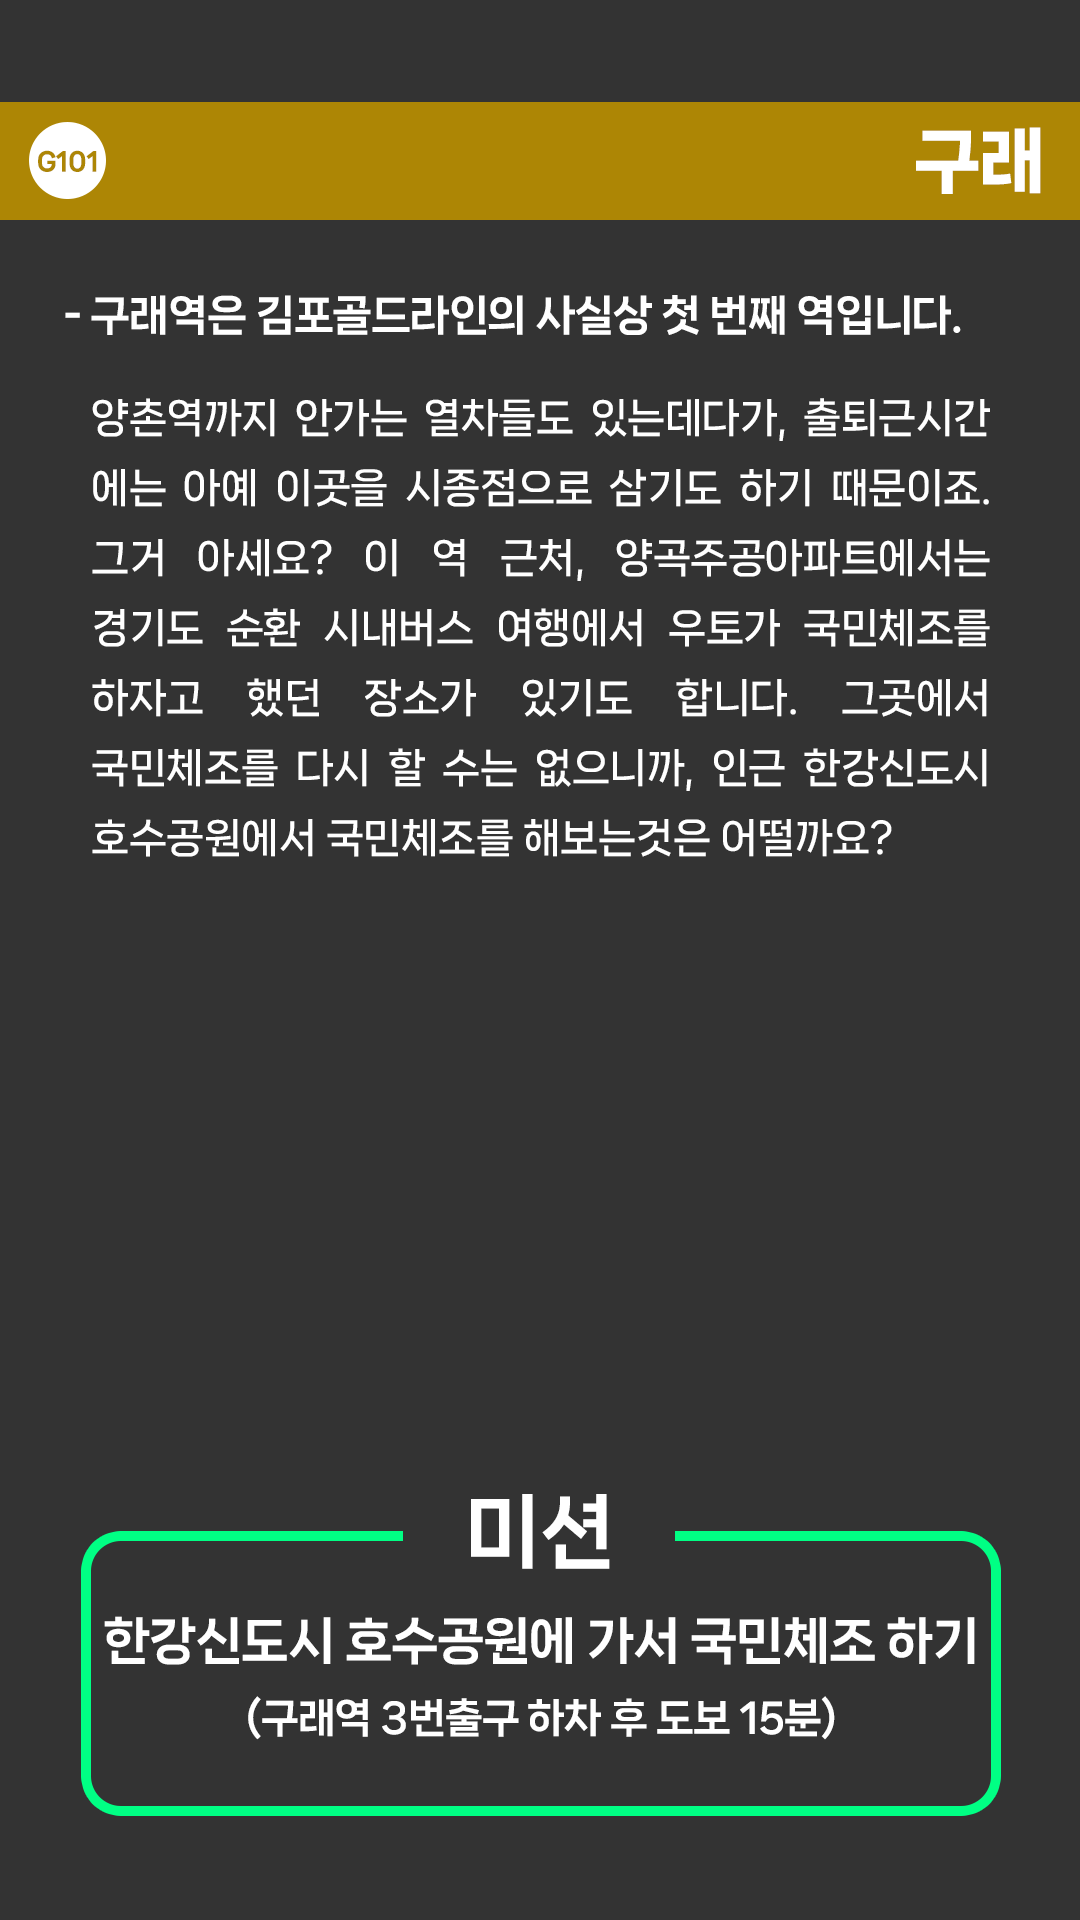 G101
구래
- 구래역은 김포골드라인의 사실상 첫 번째 역입니다.
양촌역까지 안가는 열차들도 있는데다가, 출퇴근시간
에는 아예 이곳을 시종점으로 삼기도 하기 때문이죠.
그거 아세요? 이 역 근처, 양곡주공아파트에서는
경기도 순환 시내버스 여행에서 우토가 국민체조를
하자고 했던 장소가 있기도 합니다. 그곳에서
국민체조를 다시 할 수는 없으니까, 인근 한강신도시
호수공원에서 국민체조를 해보는것은 어떨까요?
미션
한강신도시 호수공원에 가서 국민체조 하기
(구래역 3번출구 하차 후 도보 15분)